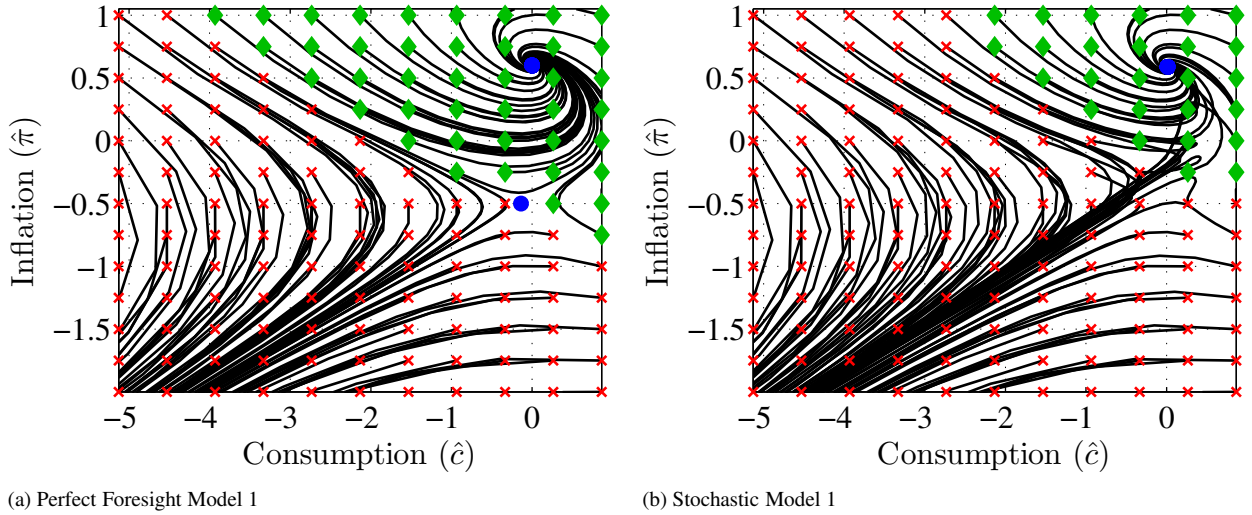 1
0.5
0
−0.5
−1
−1.5
Inflation (π̂)
−5 −4 −3 −2 −1 0
Consumption (ĉ)
(a) Perfect Foresight Model 1
1
0.5
0
−0.5
−1
−1.5
Inflation (π̂)
−5 −4 −3 −2 −1 0
Consumption (ĉ)
(b) Stochastic Model 1